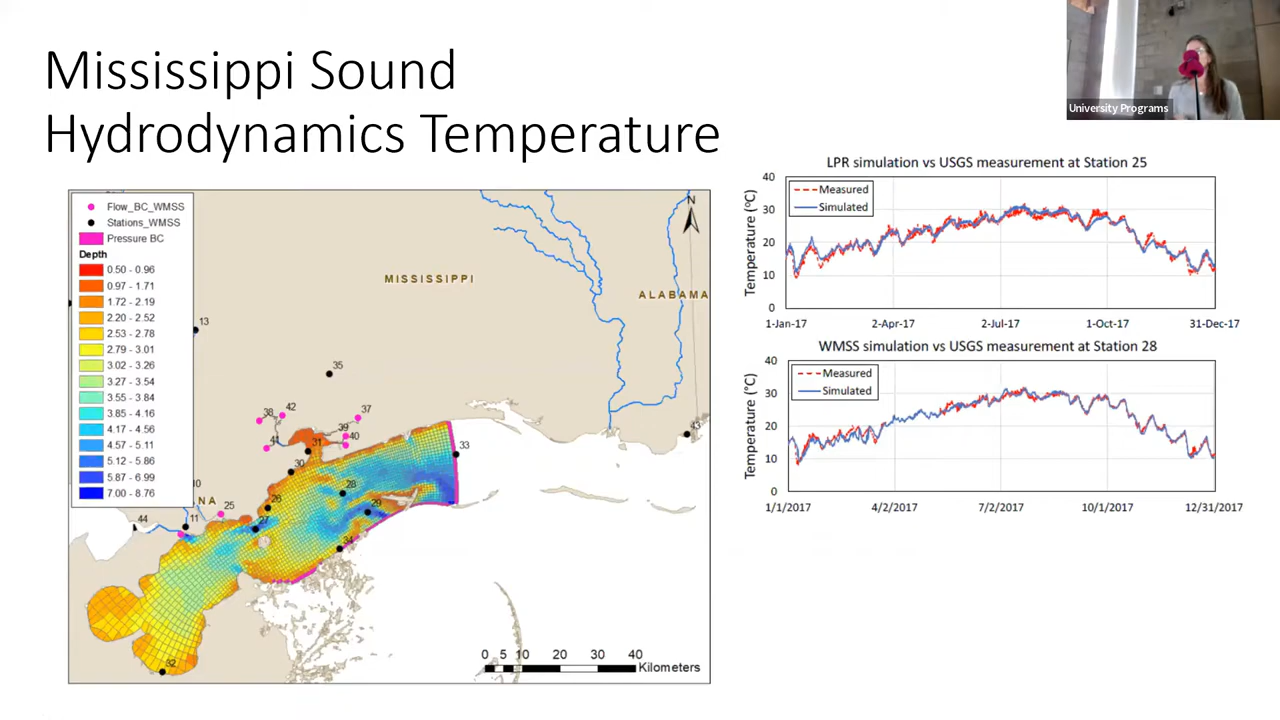 Mississippi Sound
Hydrodynamics Temperature
University Programs
Flow_BC_WMSS
Stations_WMSS
Pressure BC
Depth
0.50 - 0.96
0.97 - 1.71
1.72 - 2.19
2.20 - 2.52
2.53 - 2.78
2.79 - 3.01
3.02 - 3.26
3.27 - 3.54
3.55 - 3.84
3.85 - 4.16
4.17 - 4.56
4.57 - 5.11
5.12 - 5.86
5.87 - 6.99
7.00 - 8.76
N
MISSISSIPPI
ALABAMA
13
35
42
38
37
39
40
41
43
31
33
30
28
NA
25
26
29
44
11
27
34
32
0 5 10 20 30 40
Kilometers
LPR simulation vs USGS measurement at Station 25
Temperature (°C)
40
30
20
10
0
Measured
Simulated
1-Jan-17 2-Apr-17 2-Jul-17 1-Oct-17 31-Dec-17
WMSS simulation vs USGS measurement at Station 28
Temperature (°C)
40
30
20
10
0
Measured
Simulated
1/1/2017 4/2/2017 7/2/2017 10/1/2017 12/31/2017